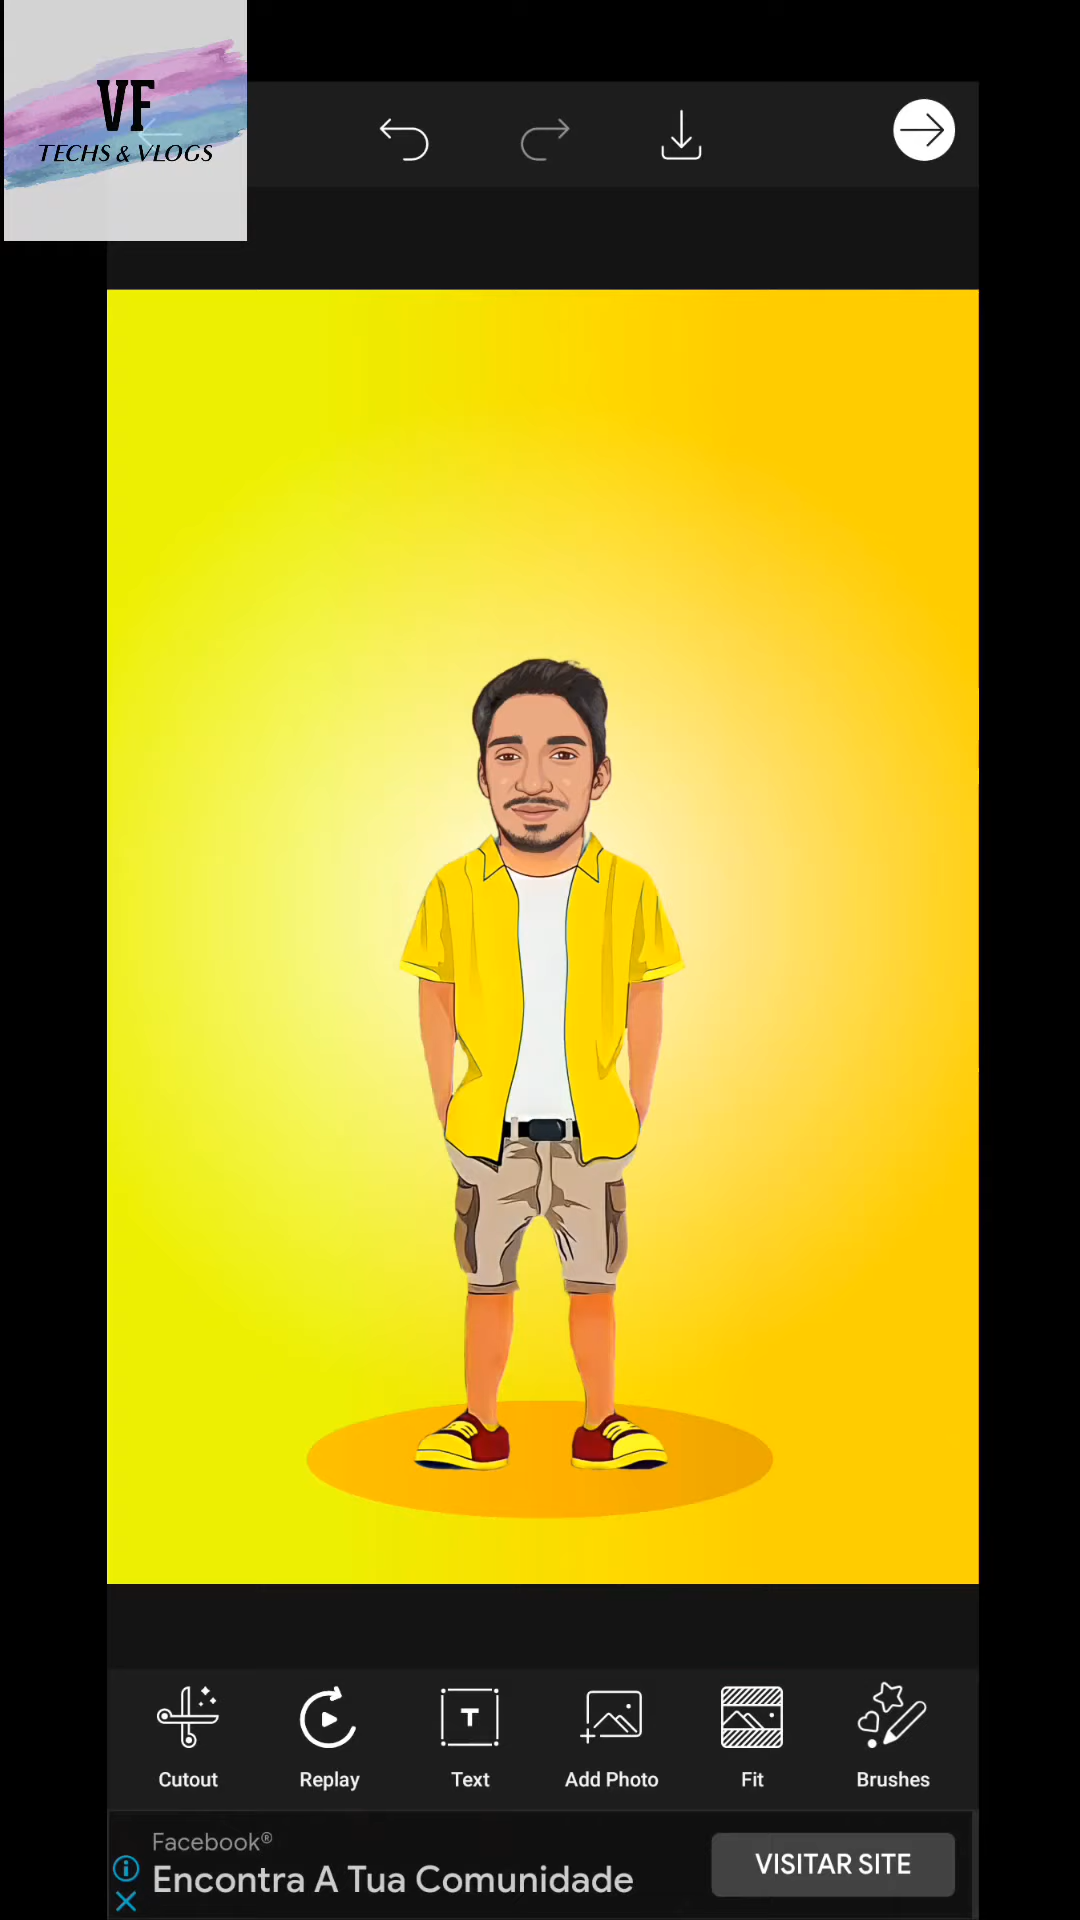 VF
TECHS & VLOGS
T
Cutout
Replay
Text
Add Photo
Fit
Brushes
Facebook®
Encontra A Tua Comunidade
VISITAR SITE